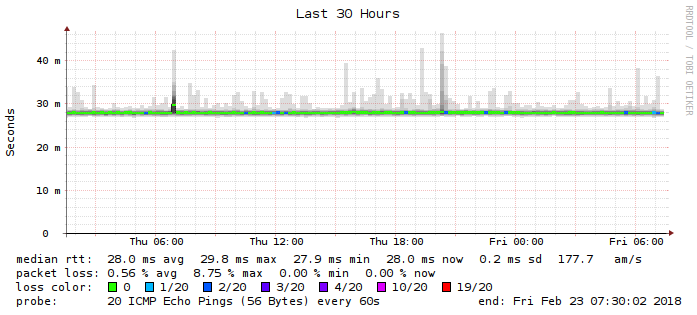 Last 30 Hours
RRDTOOL / TOBI OETIKER
Seconds
40 m
30 m
20 m
10 m
0
Thu 06:00 Thu 12:00 Thu 18:00 Fri 00:00 Fri 06:00
median rtt: 28.0 ms avg 29.8 ms max 27.9 ms min 28.0 ms now 0.2 ms sd 177.7 am/s
packet loss: 0.56 % avg 8.75 % max 0.00 % min 0.00 % now
loss color: 0 1/20 2/20 3/20 4/20 10/20 19/20
probe: 20 ICMP Echo Pings (56 Bytes) every 60s end: Fri Feb 23 07:30:02 2018